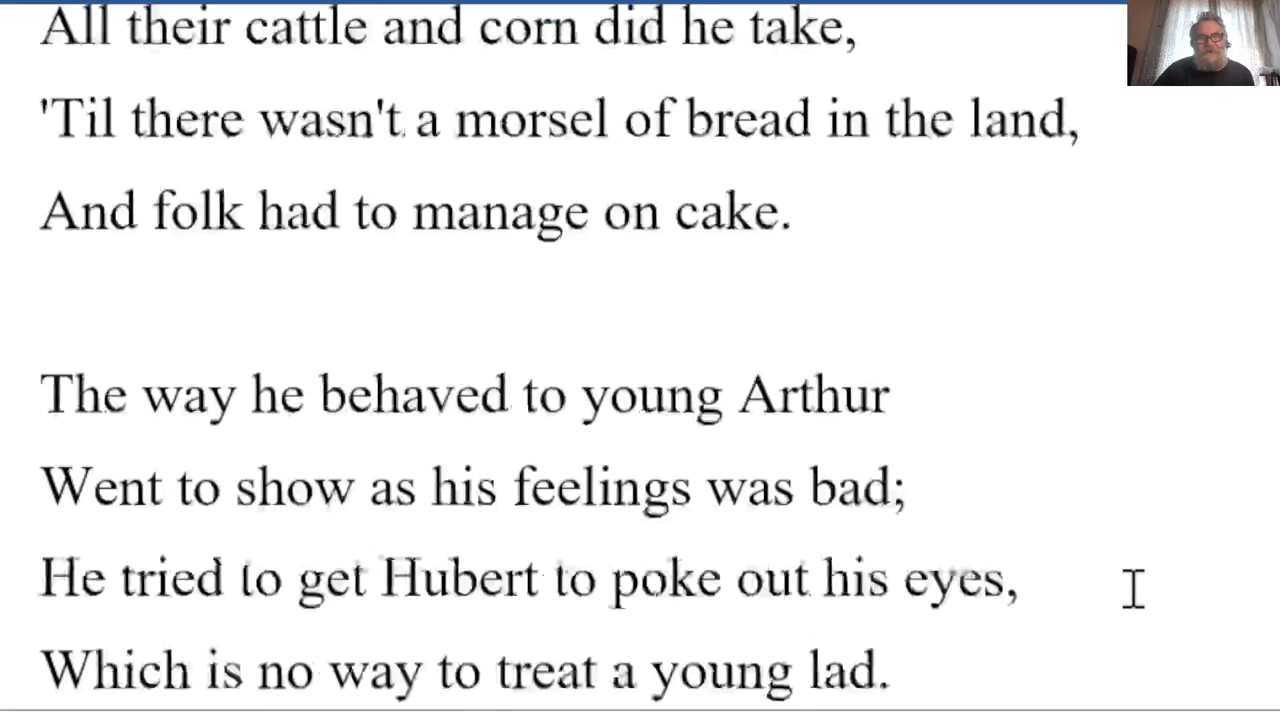 All their cattle and corn did he take,
'Til there wasn't a morsel of bread in the land,
And folk had to manage on cake.
The way he behaved to young Arthur
Went to show as his feelings was bad;
He tried to get Hubert to poke out his eyes,
Which is no way to treat a young lad.